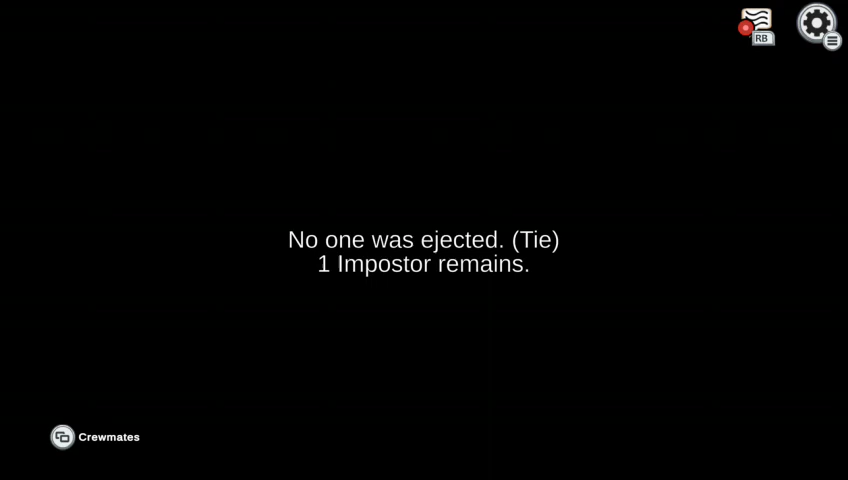 RB
No one was ejected. (Tie)
1 Impostor remains.
Crewmates